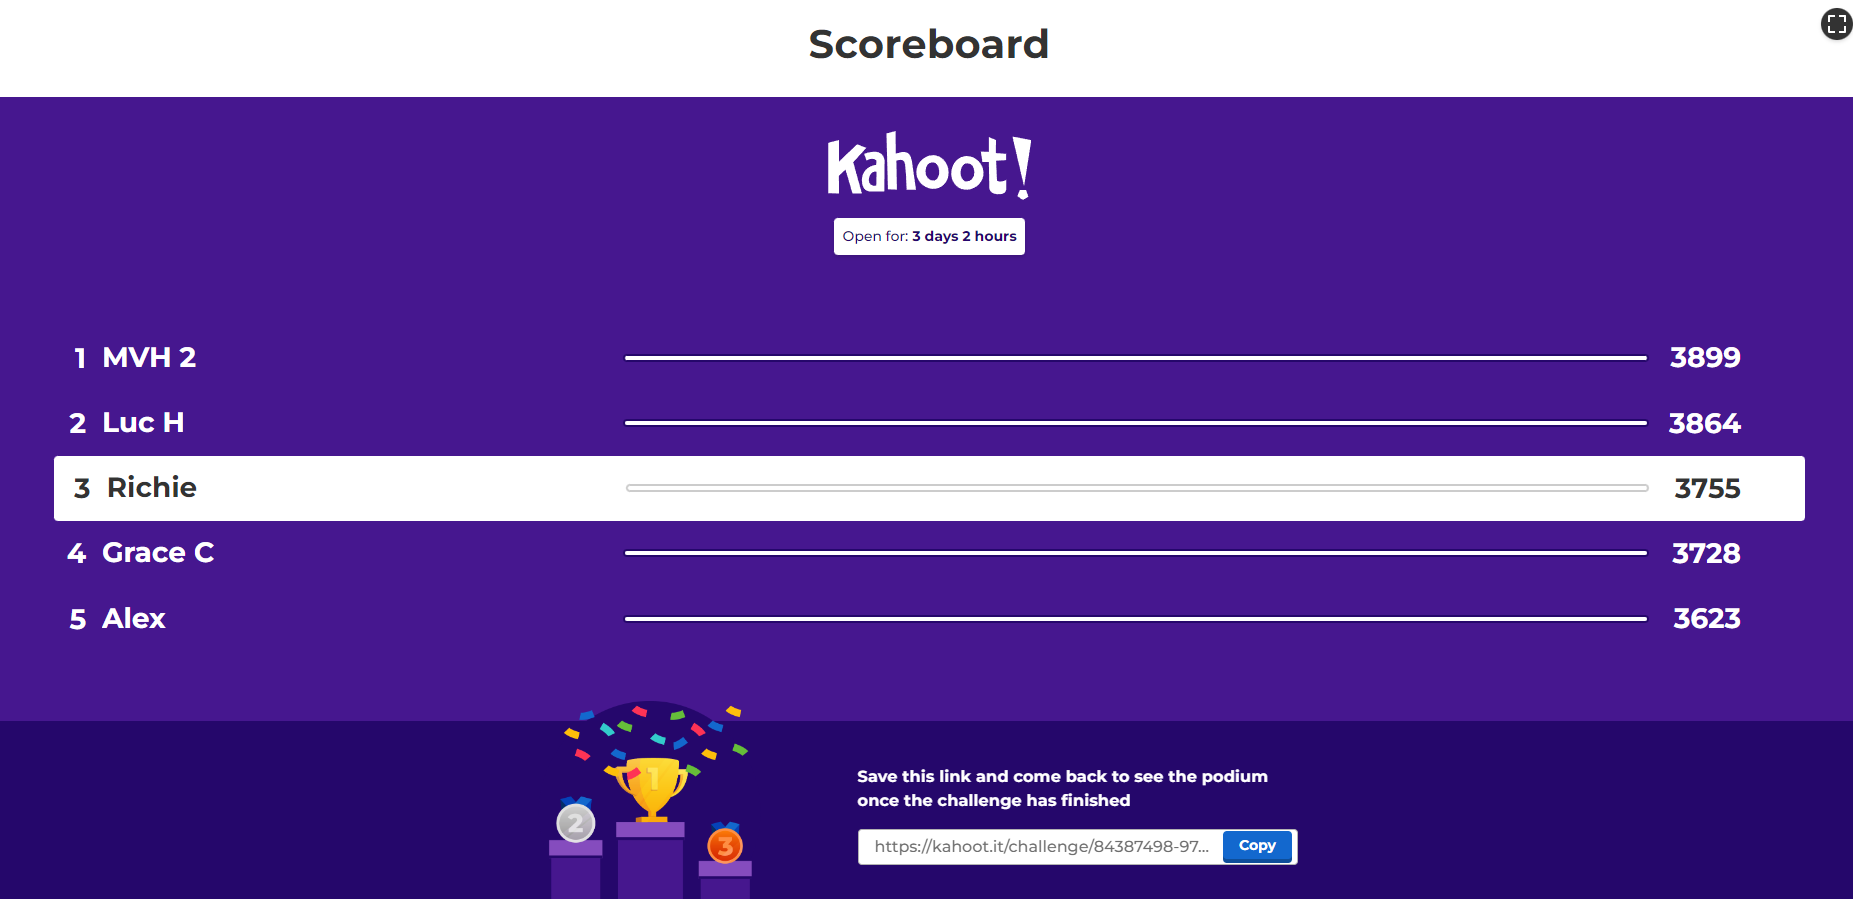 Scoreboard
Kahoot!
Open for: 3 days 2 hours
1 MVH 2 3899
2 Luc H 3864
3 Richie 3755
4 Grace C 3728
5 Alex 3623
1
2
3
Save this link and come back to see the podium
once the challenge has finished
https://kahoot.it/challenge/84387498-97... Copy